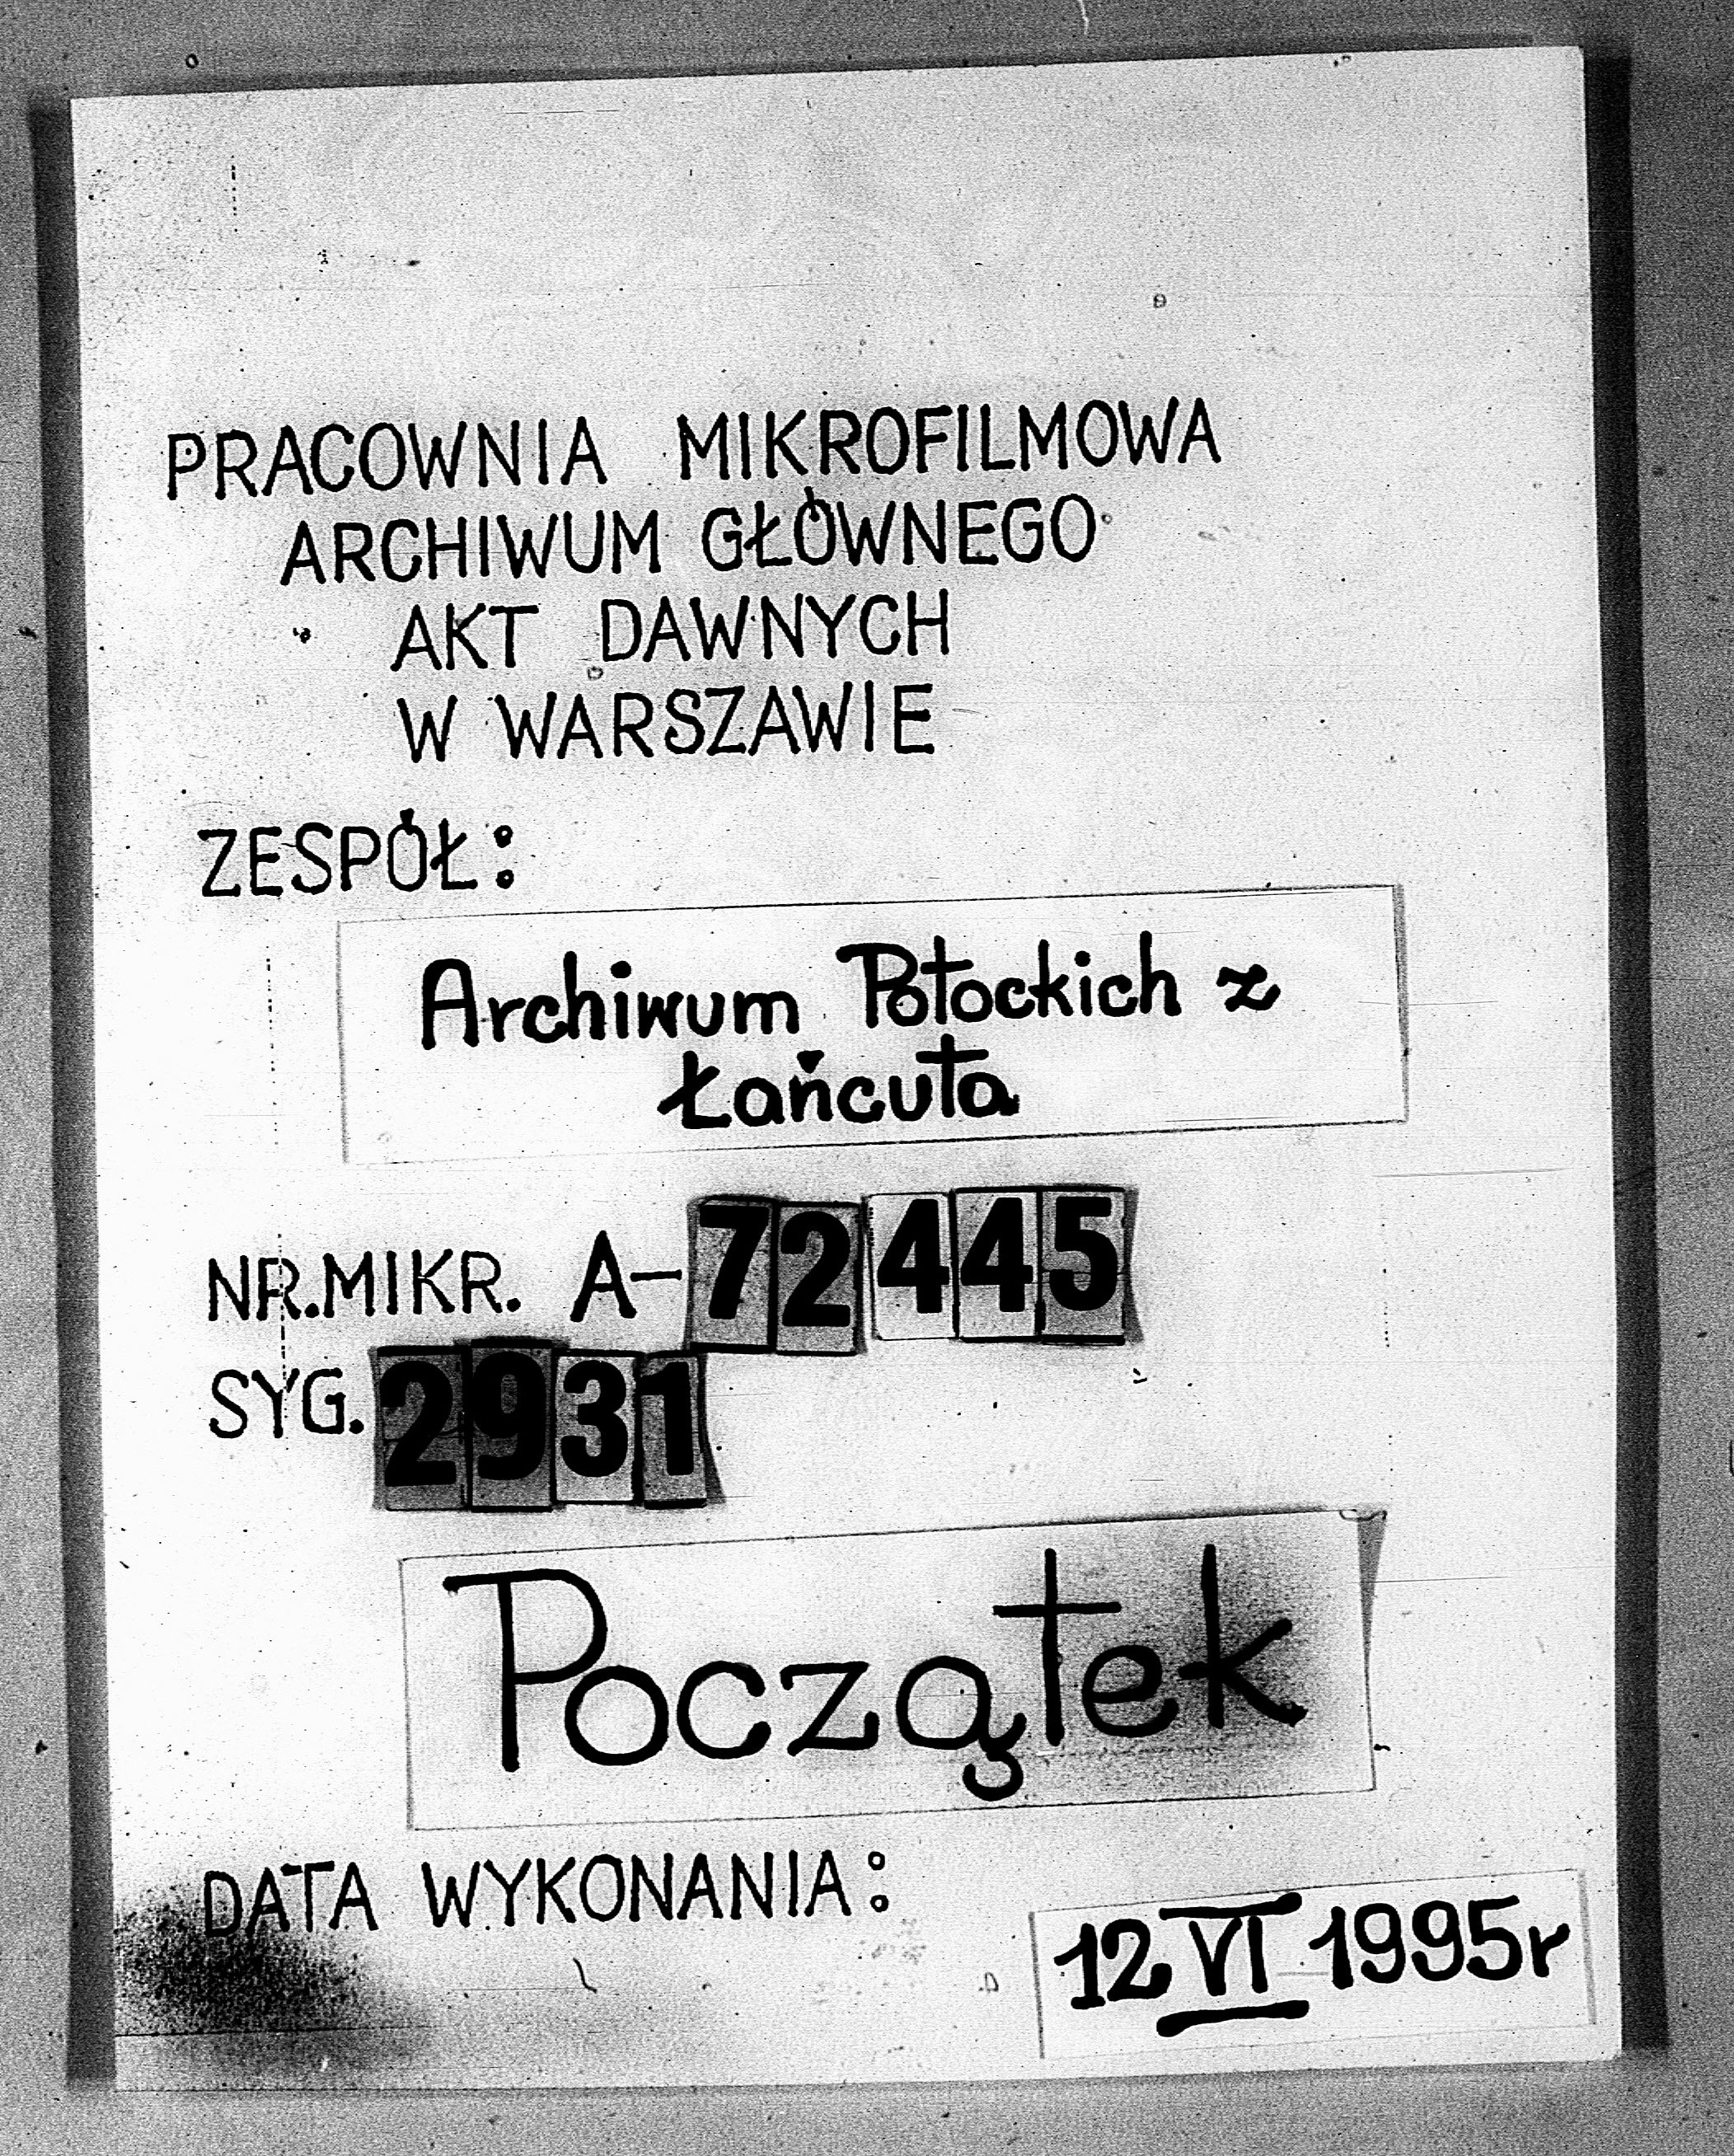 PRACOWNIA MIKROFILMOWA
ARCHIWUM GŁÓWNEGO
AKT DAWNYCH
W WARSZAWIE
ZESPÓŁ:
Archiwum Potockich z
Łańcuta
NR.MIKR. A-72445
SYG. 2931
Początek
DATA WYKONANIA:
12 VI 1995r